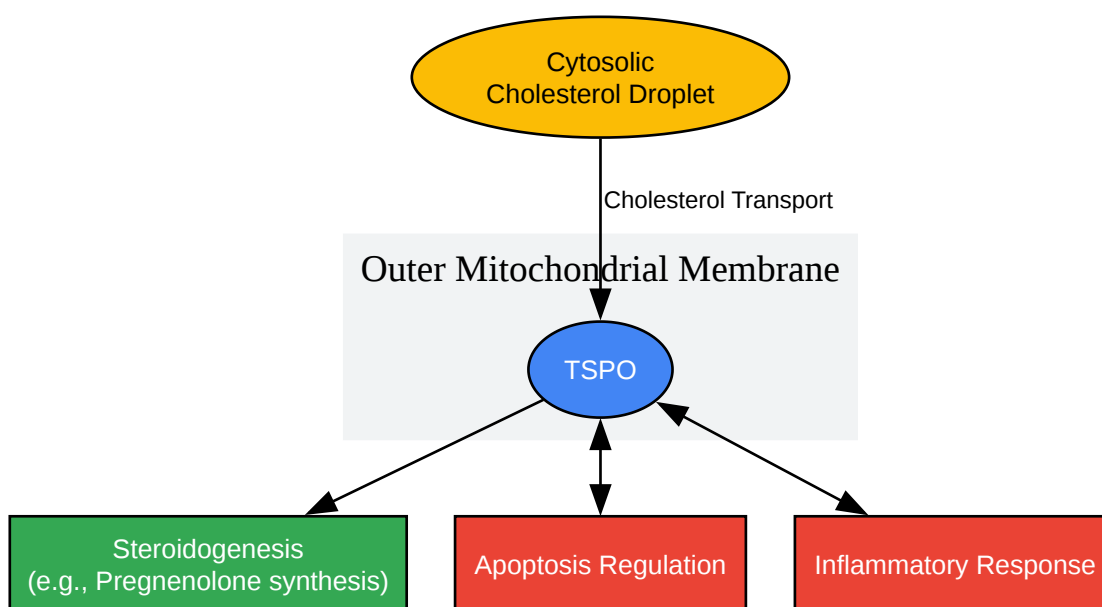 Cytosolic
Cholesterol Droplet
Cholesterol Transport
Outer Mitochondrial Membrane
TSPO
Steroidogenesis
(e.g., Pregnenolone synthesis)
Apoptosis Regulation
Inflammatory Response